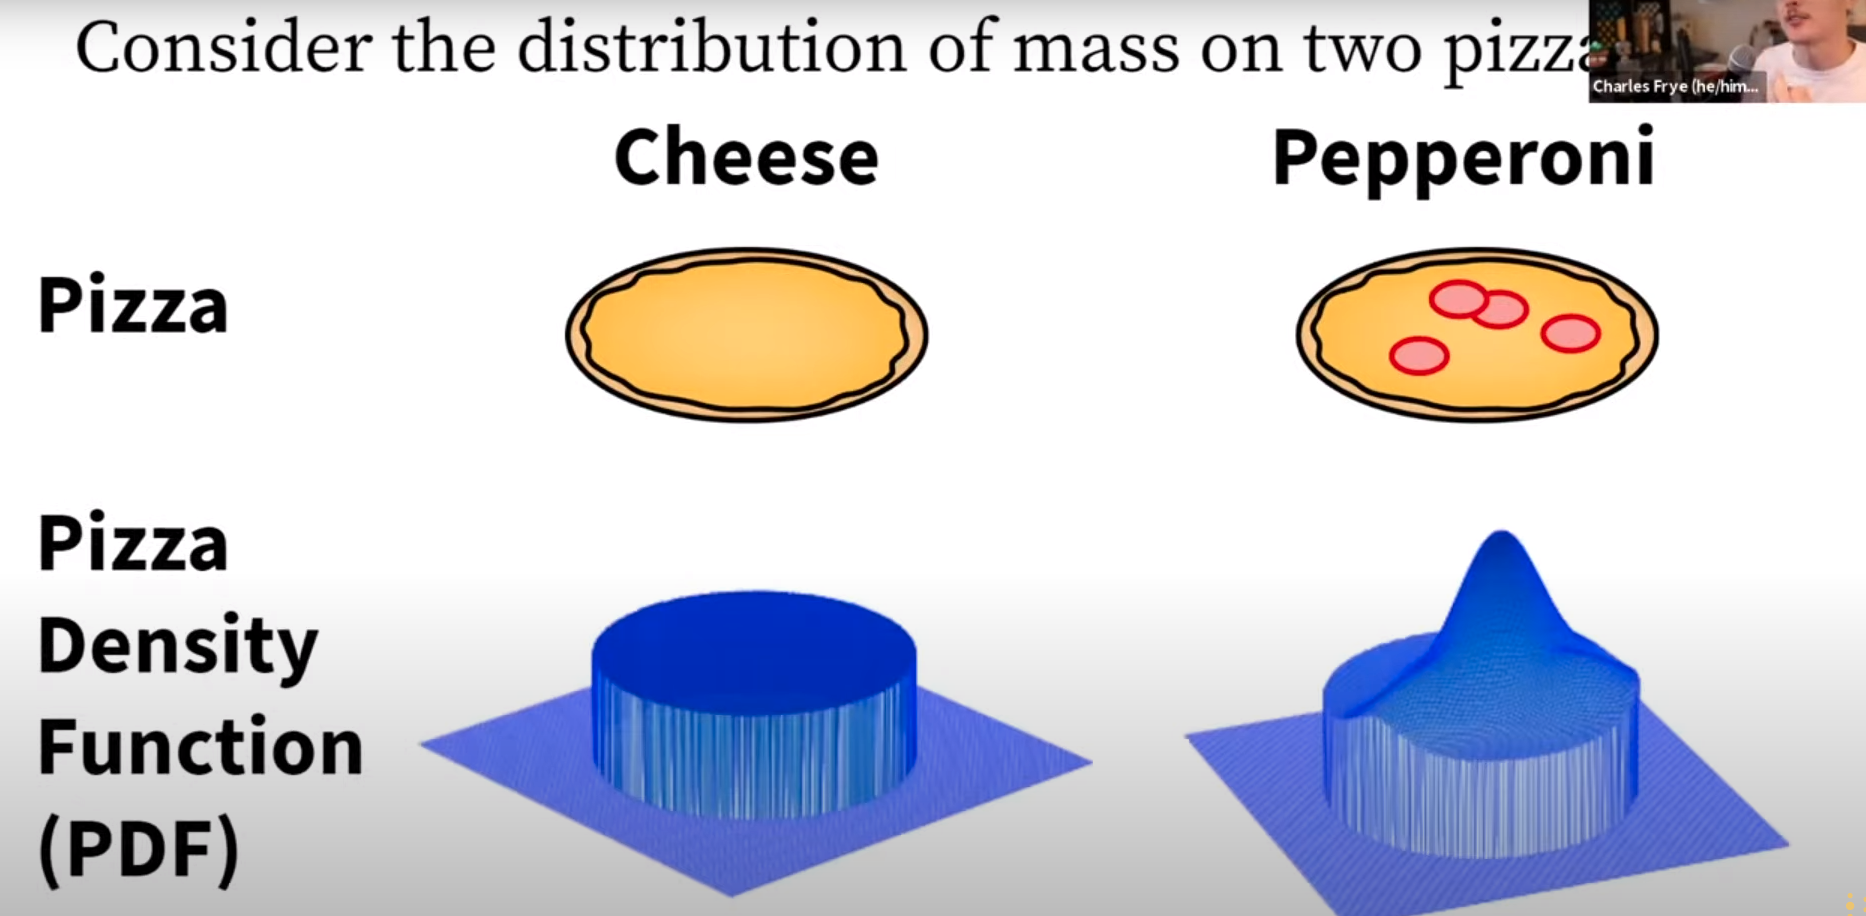 Consider the distribution of mass on two pizza
Charles Frye (he/him...
Cheese
Pepperoni
Pizza
Pizza
Density
Function
(PDF)